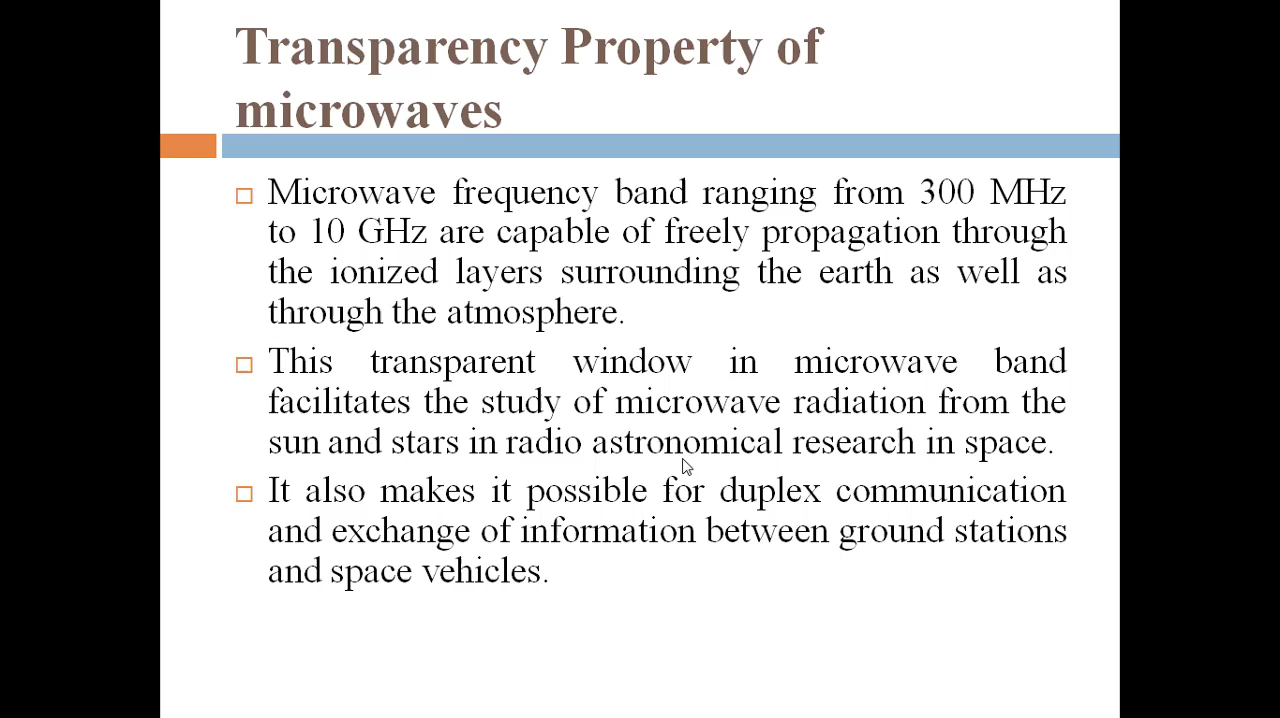 Transparency Property of
microwaves
Microwave frequency band ranging from 300 MHz
to 10 GHz are capable of freely propagation through
the ionized layers surrounding the earth as well as
through the atmosphere.
This transparent window in microwave band
facilitates the study of microwave radiation from the
sun and stars in radio astronomical research in space.
It also makes it possible for duplex communication
and exchange of information between ground stations
and space vehicles.